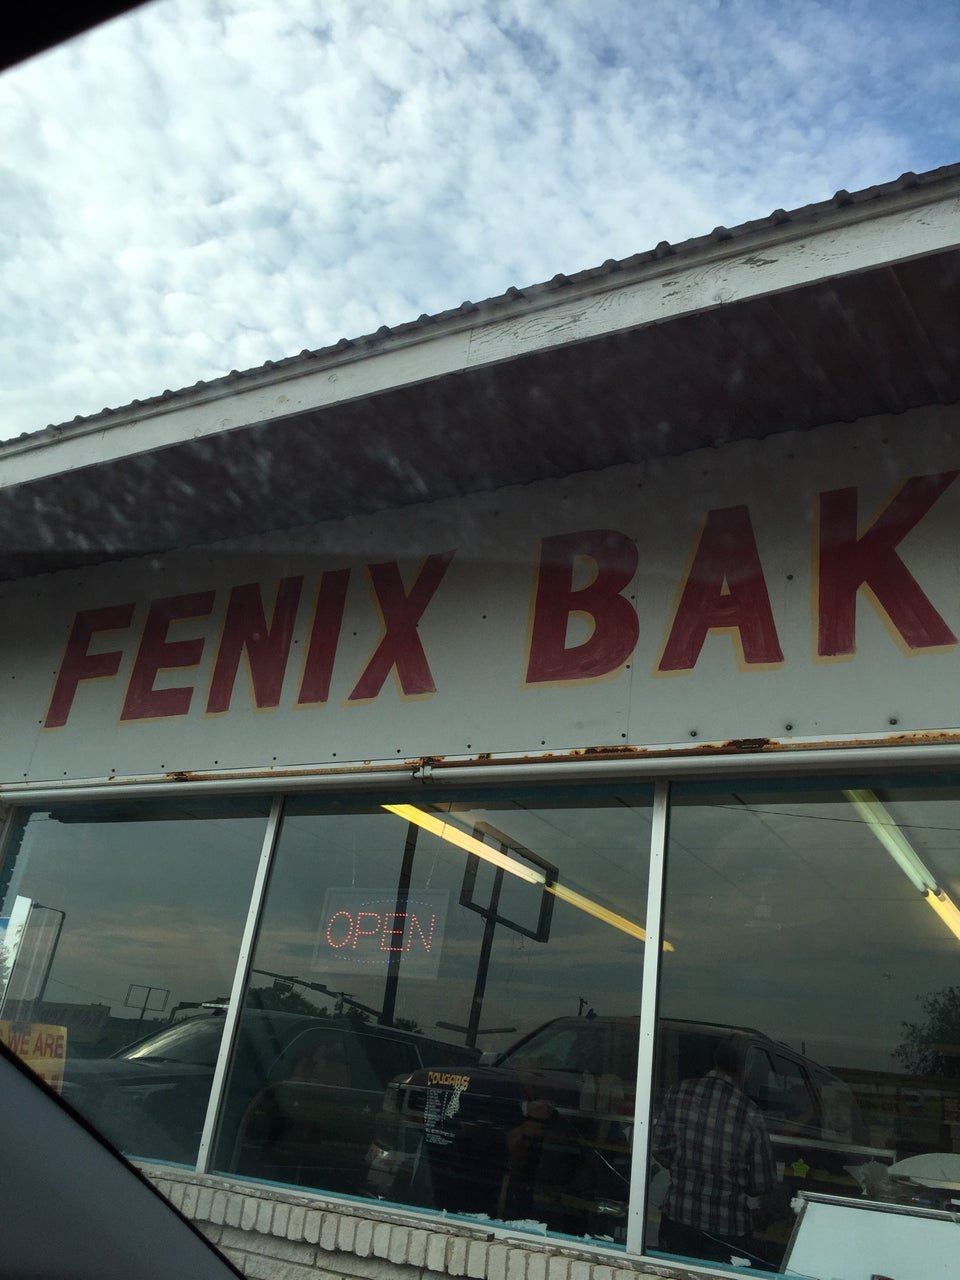 FENIX BAK
OPEN
WE ARE
COUGARS